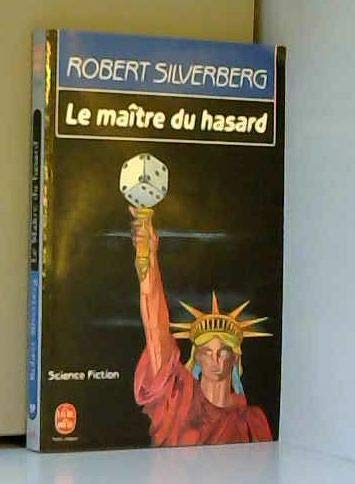 ROBERT SILVERBERG
Le maître du hasard
Science Fiction
Robert Silverberg Le Maître du hasard